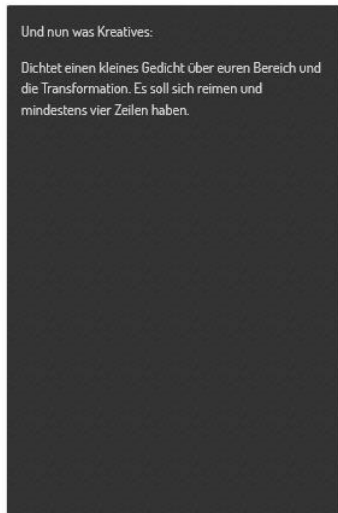 Und nun was Kreatives:
Dichtet einen kleines Gedicht über euren Bereich und
die Transformation. Es soll sich reimen und
mindestens vier Zeilen haben.